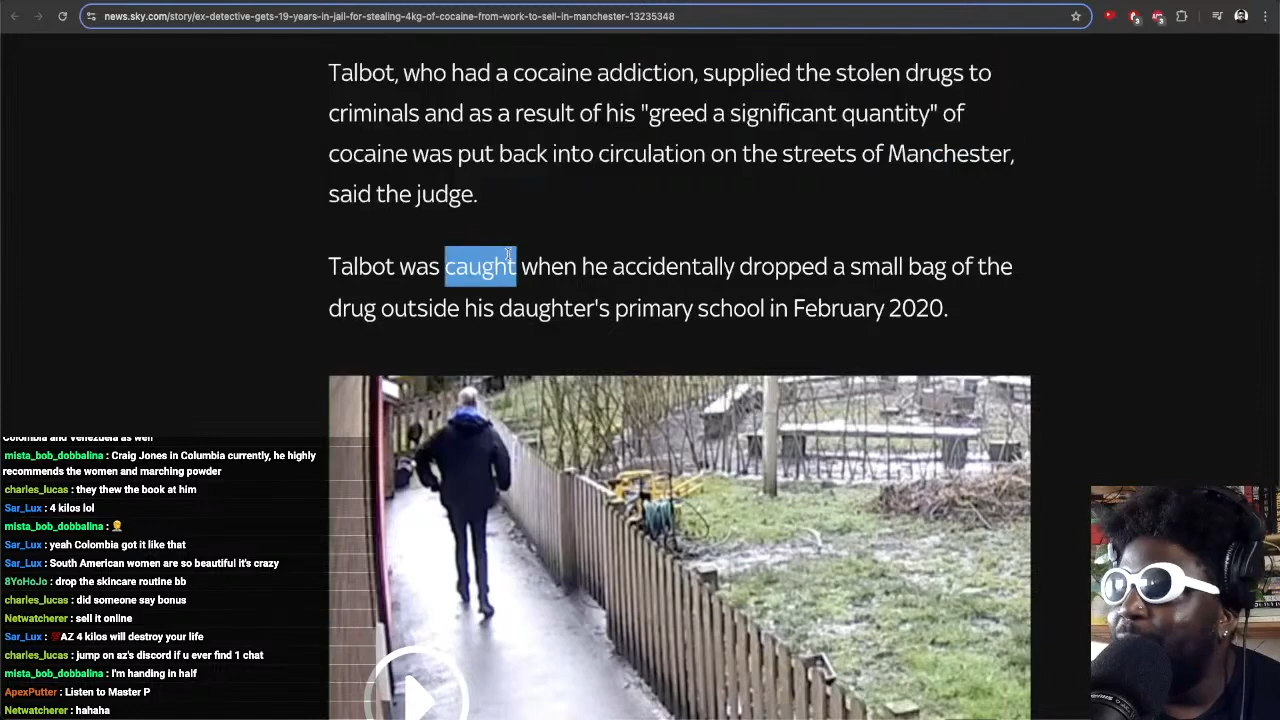 news.sky.com/story/ex-detective-gets-19-years-in-jail-for-stealing-4kg-of-cocaine-from-work-to-sell-in-manchester-13235348
Talbot, who had a cocaine addiction, supplied the stolen drugs to
criminals and as a result of his "greed a significant quantity" of
cocaine was put back into circulation on the streets of Manchester,
said the judge.
Talbot was caught when he accidentally dropped a small bag of the
drug outside his daughter's primary school in February 2020.
Colombia and Venezuela as well
mista_bob_dobbalina : Craig Jones in Columbia currently, he highly
recommends the women and marching powder
charles_lucas : they thew the book at him
Sar_Lux : 4 kilos lol
mista_bob_dobbalina : 🤦
Sar_Lux : yeah Colombia got it like that
Sar_Lux : South American women are so beautiful it's crazy
8YoHoJo : drop the skincare routine bb
charles_lucas : did someone say bonus
Netwatcherer : sell it online
Sar_Lux : 💯AZ 4 kilos will destroy your life
charles_lucas : jump on az's discord if u ever find 1 chat
mista_bob_dobbalina : I'm handing in half
ApexPutter : Listen to Master P
Netwatcherer : hahaha